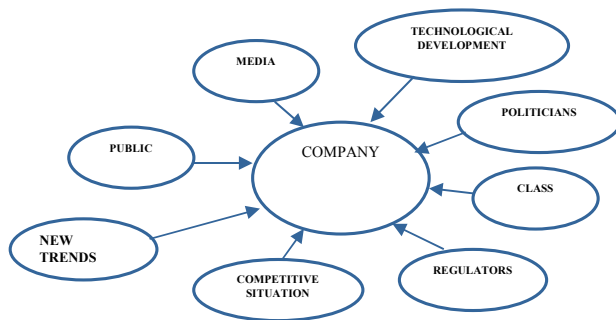 TECHNOLOGICAL
DEVELOPMENT
MEDIA
POLITICIANS
PUBLIC
COMPANY
CLASS
NEW
TRENDS
REGULATORS
COMPETITIVE
SITUATION